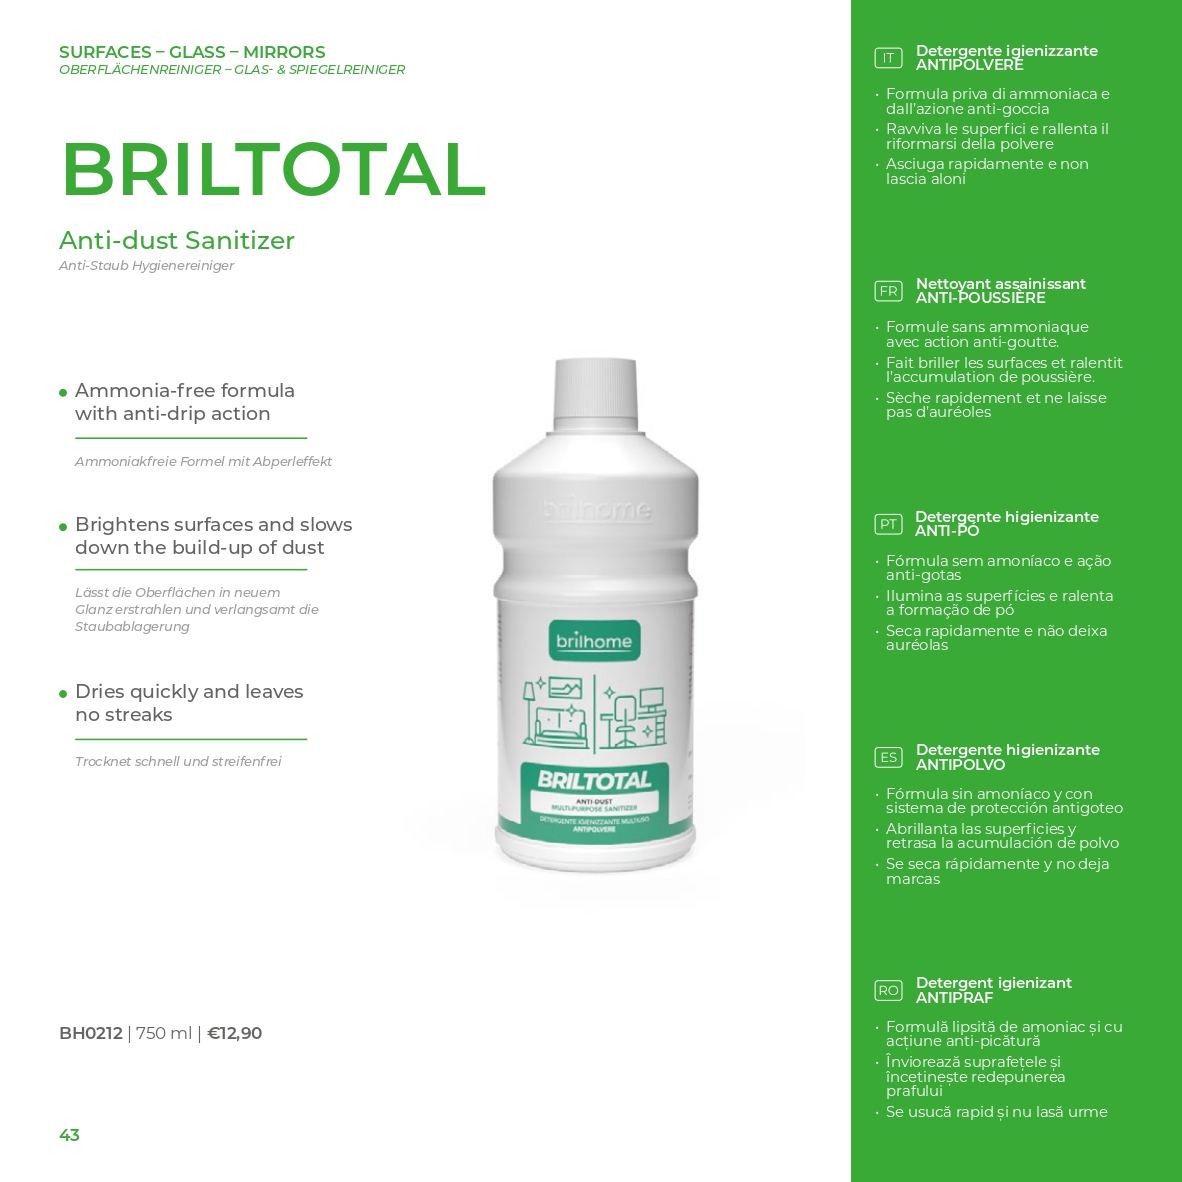 SURFACES – GLASS – MIRRORS
OBERFLÄCHENREINIGER – GLAS- & SPIEGELREINIGER
BRILTOTAL
Anti-dust Sanitizer
Anti-Staub Hygienereiniger
Ammonia-free formula
with anti-drip action
Ammoniakfreie Formel mit Abperleffekt
Brightens surfaces and slows
down the build-up of dust
Lässt die Oberflächen in neuem
Glanz erstrahlen und verlangsamt die
Staubablagerung
Dries quickly and leaves
no streaks
Trocknet schnell und streifenfrei
brilhome
brilhome
BRILTOTAL
ANTI-DUST
MULTI-PURPOSE SANITIZER
DETERGENTE IGIENIZZANTE MULTIUSO
ANTIPOLVERE
BH0212 | 750 ml | €12,90
43
IT
Detergente igienizzante
ANTIPOLVERE
• Formula priva di ammoniaca e
dall'azione anti-goccia
• Ravviva le superfici e rallenta il
riformarsi della polvere
• Asciuga rapidamente e non
lascia aloni
FR
Nettoyant assainissant
ANTI-POUSSIÈRE
• Formule sans ammoniaque
avec action anti-goutte.
• Fait briller les surfaces et ralentit
l'accumulation de poussière.
• Sèche rapidement et ne laisse
pas d'auréoles
PT
Detergente higienizante
ANTI-PÓ
• Fórmula sem amoníaco e ação
anti-gotas
• Ilumina as superfícies e ralenta
a formação de pó
• Seca rapidamente e não deixa
auréolas
ES
Detergente higienizante
ANTIPOLVO
• Fórmula sin amoníaco y con
sistema de protección antigoteo
• Abrillanta las superficies y
retrasa la acumulación de polvo
• Se seca rápidamente y no deja
marcas
RO
Detergent igienizant
ANTIPRAF
• Formulă lipsită de amoniac și cu
acțiune anti-picătură
• Înviorează suprafețele și
încetinește redepunerea
prafului
• Se usucă rapid și nu lasă urme